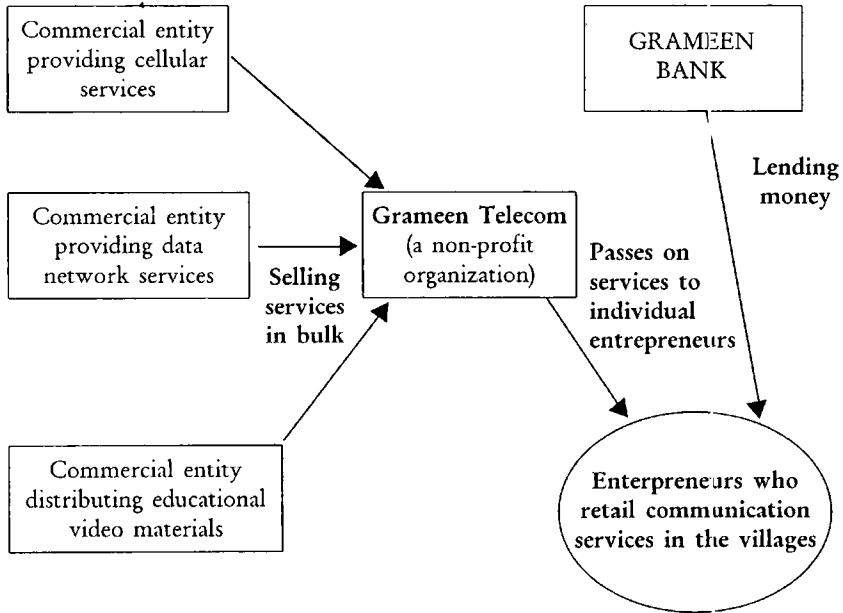 Commercial entity
providing cellular
services
GRAMEEN
BANK
Lending
money
Commercial entity
providing data
network services
Selling
services
in bulk
Grameen Telecom
(a non-profit
organization)
Passes on
services to
individual
entrepreneurs
Commercial entity
distributing educational
video materials
Enterpreneurs who
retail communication
services in the villages